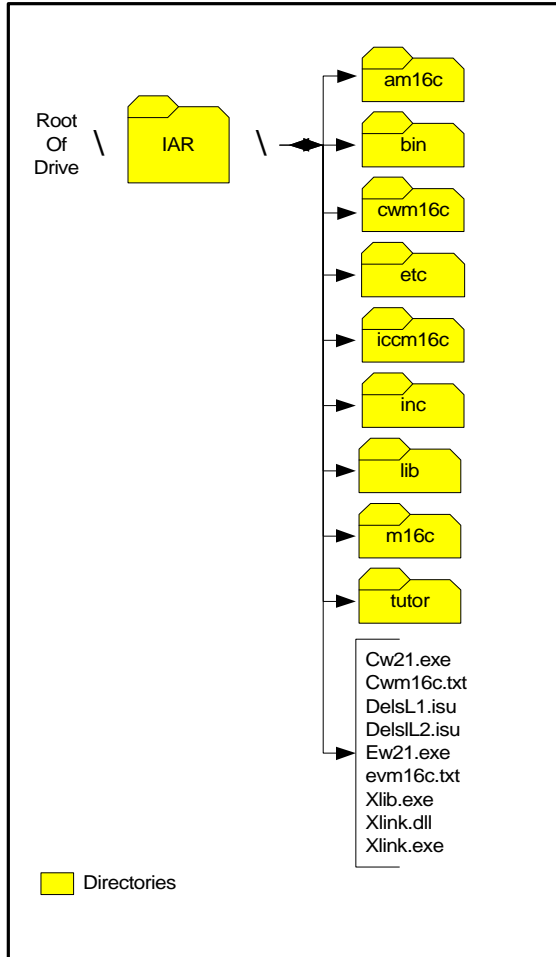 Root
Of
Drive
\
IAR
\
am16c
bin
cwm16c
etc
iccm16c
inc
lib
m16c
tutor
Cw21.exe
Cwm16c.txt
DelsL1.isu
DelslL2.isu
Ew21.exe
evm16c.txt
Xlib.exe
Xlink.dll
Xlink.exe
Directories